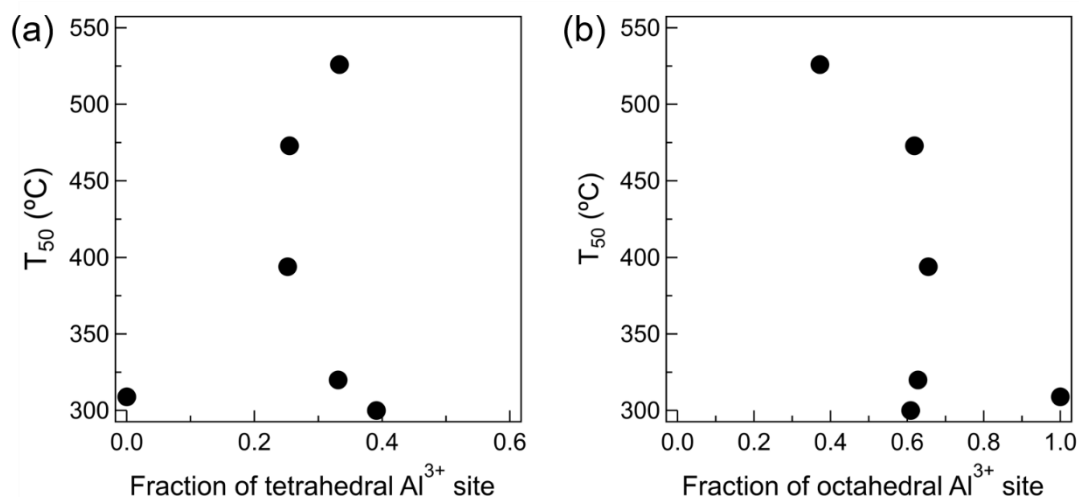 (a)
550
500
450
400
350
300
T₅₀ (ºC)
0.0 0.2 0.4 0.6
Fraction of tetrahedral Al³⁺ site
(b)
550
500
450
400
350
300
T₅₀ (ºC)
0.0 0.2 0.4 0.6 0.8 1.0
Fraction of octahedral Al³⁺ site